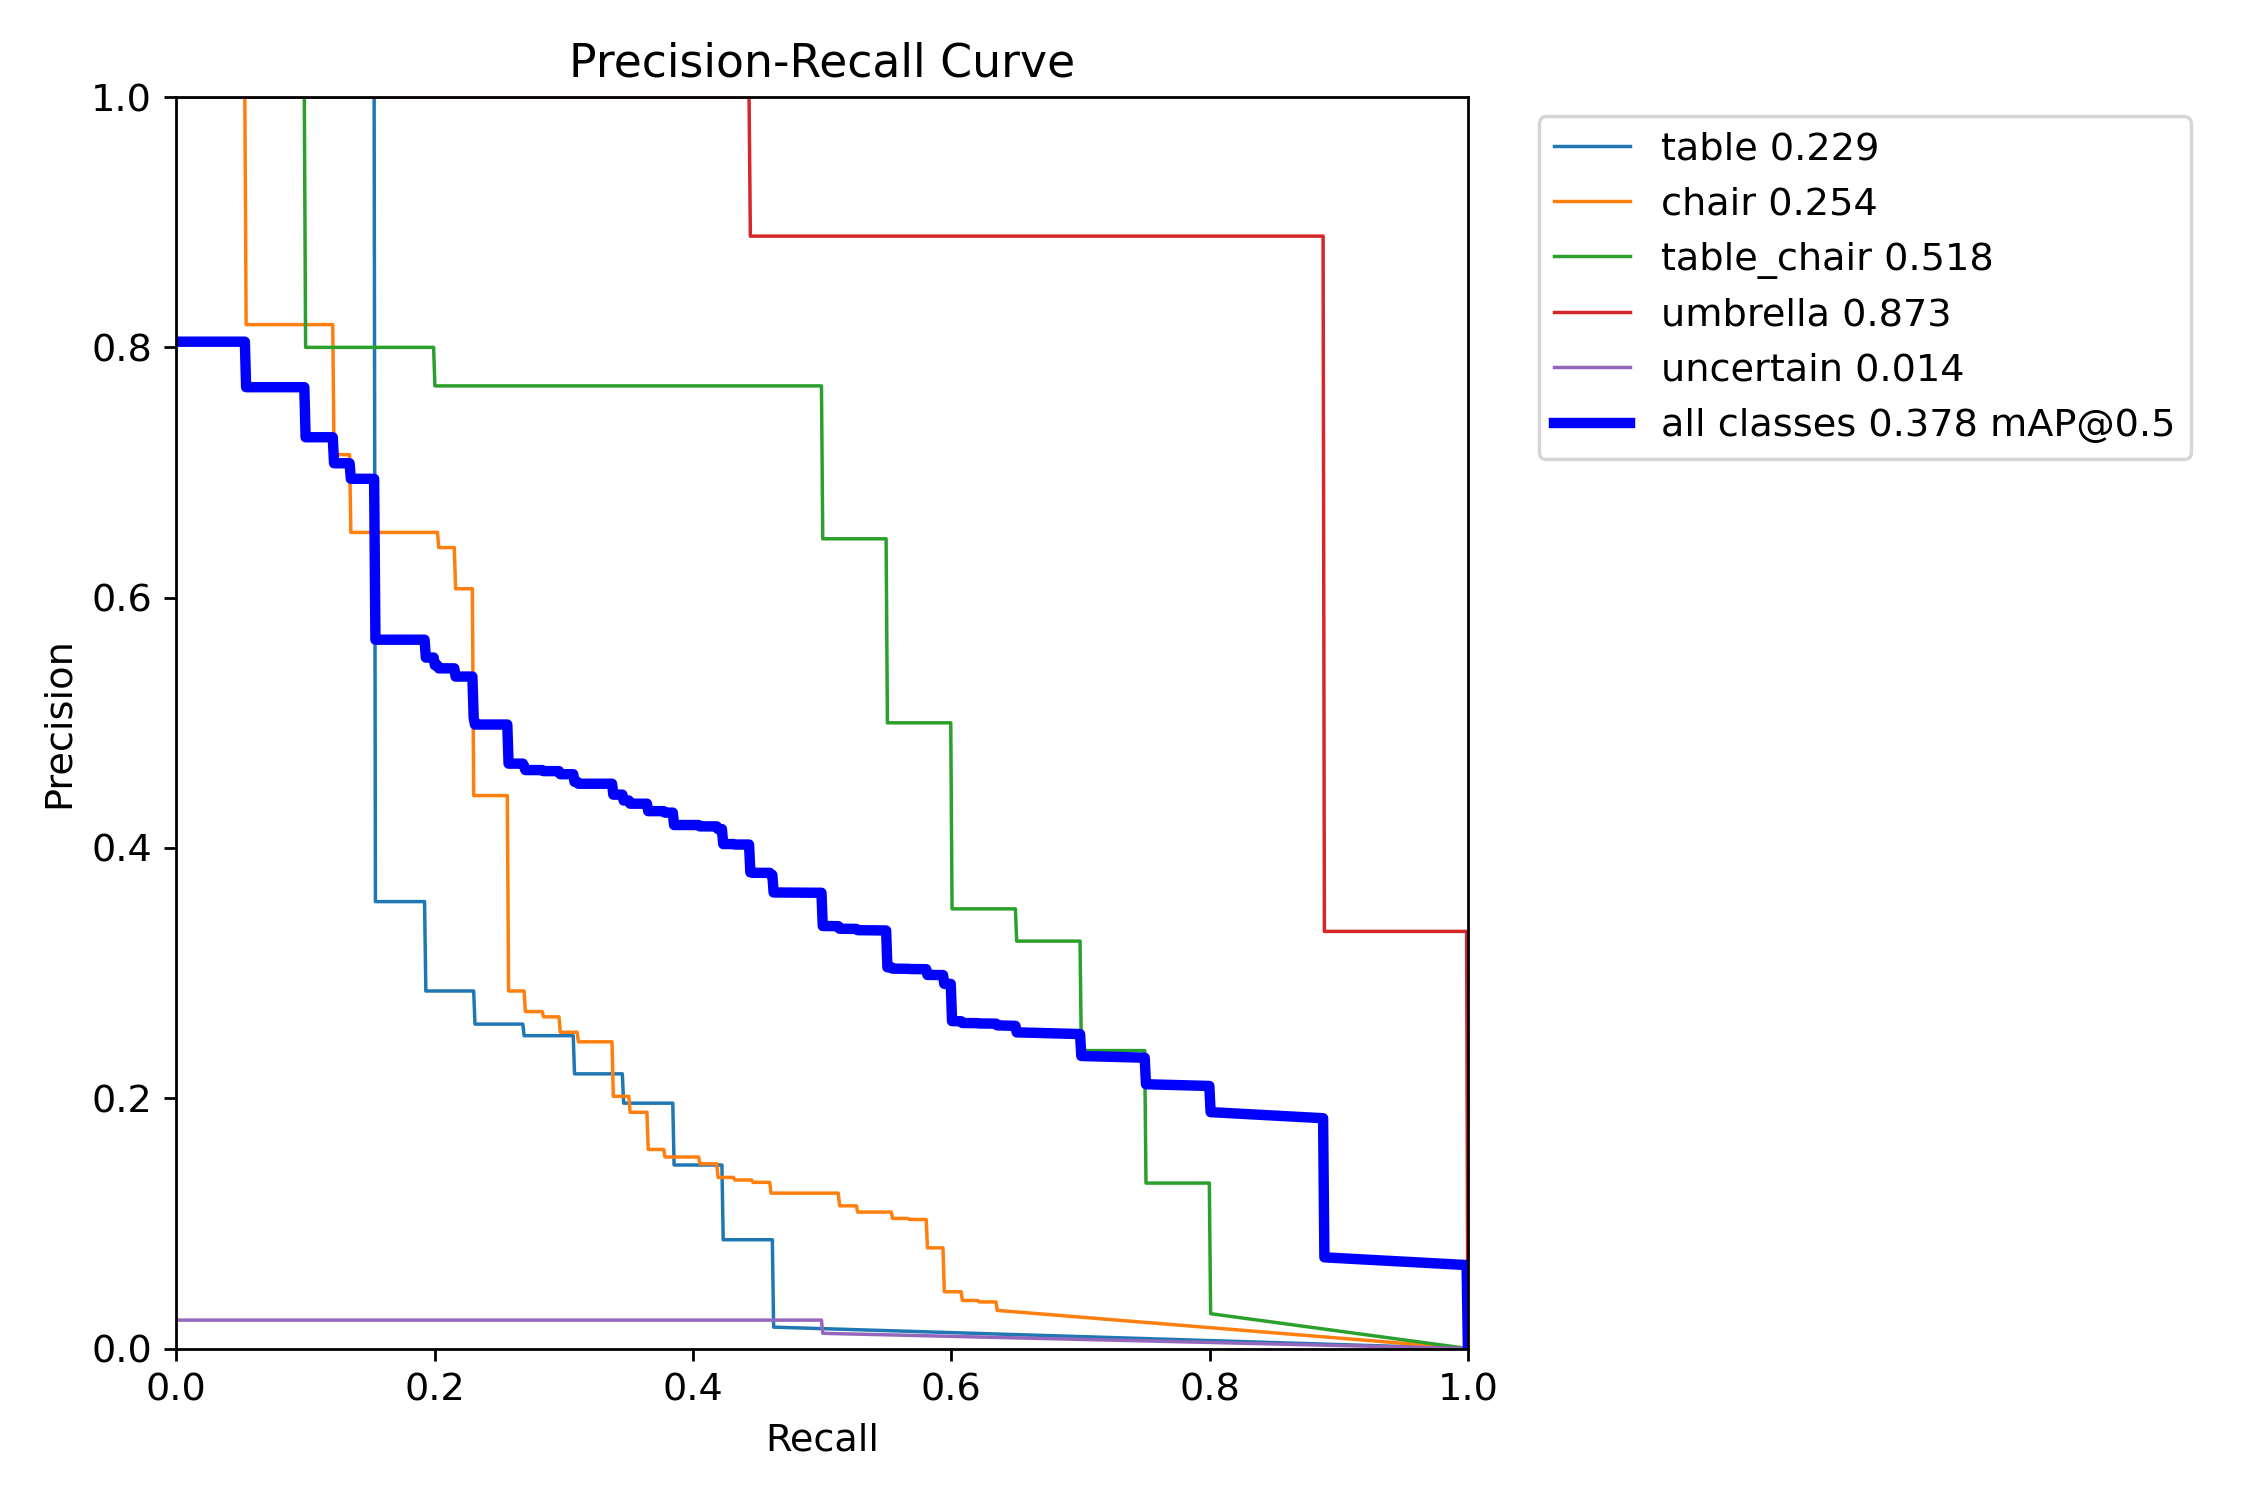 Precision-Recall Curve
1.0
0.8
0.6
0.4
0.2
0.0
Precision
0.0 0.2 0.4 0.6 0.8 1.0
Recall
table 0.229
chair 0.254
table_chair 0.518
umbrella 0.873
uncertain 0.014
all classes 0.378 mAP@0.5